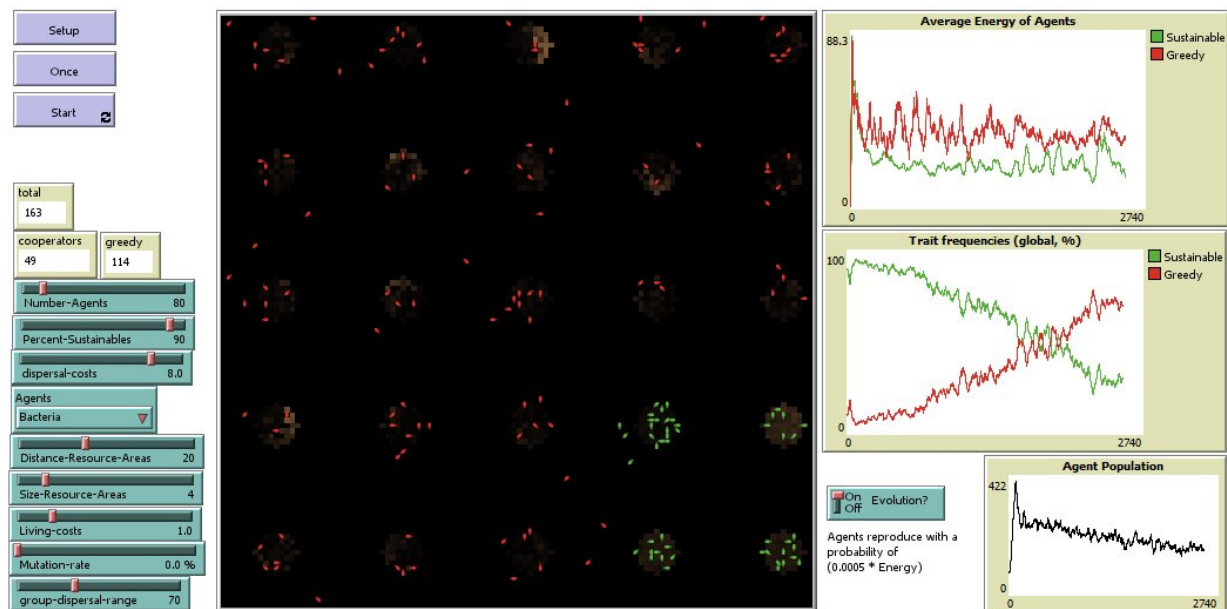 Setup
Once
Start
total
163
cooperators
49
greedy
114
Number-Agents 80
Percent-Sustainables 90
dispersal-costs 8.0
Agents
Bacteria
Distance-Resource-Areas 20
Size-Resource-Areas 4
Living-costs 1.0
Mutation-rate 0.0 %
group-dispersal-range 70
Average Energy of Agents
88.3
0
0 2740
Sustainable
Greedy
Trait frequencies (global, %)
100
0
0 2740
Sustainable
Greedy
On
Off
Evolution?
Agents reproduce with a
probability of
(0.0005 * Energy)
Agent Population
422
0
0 2740